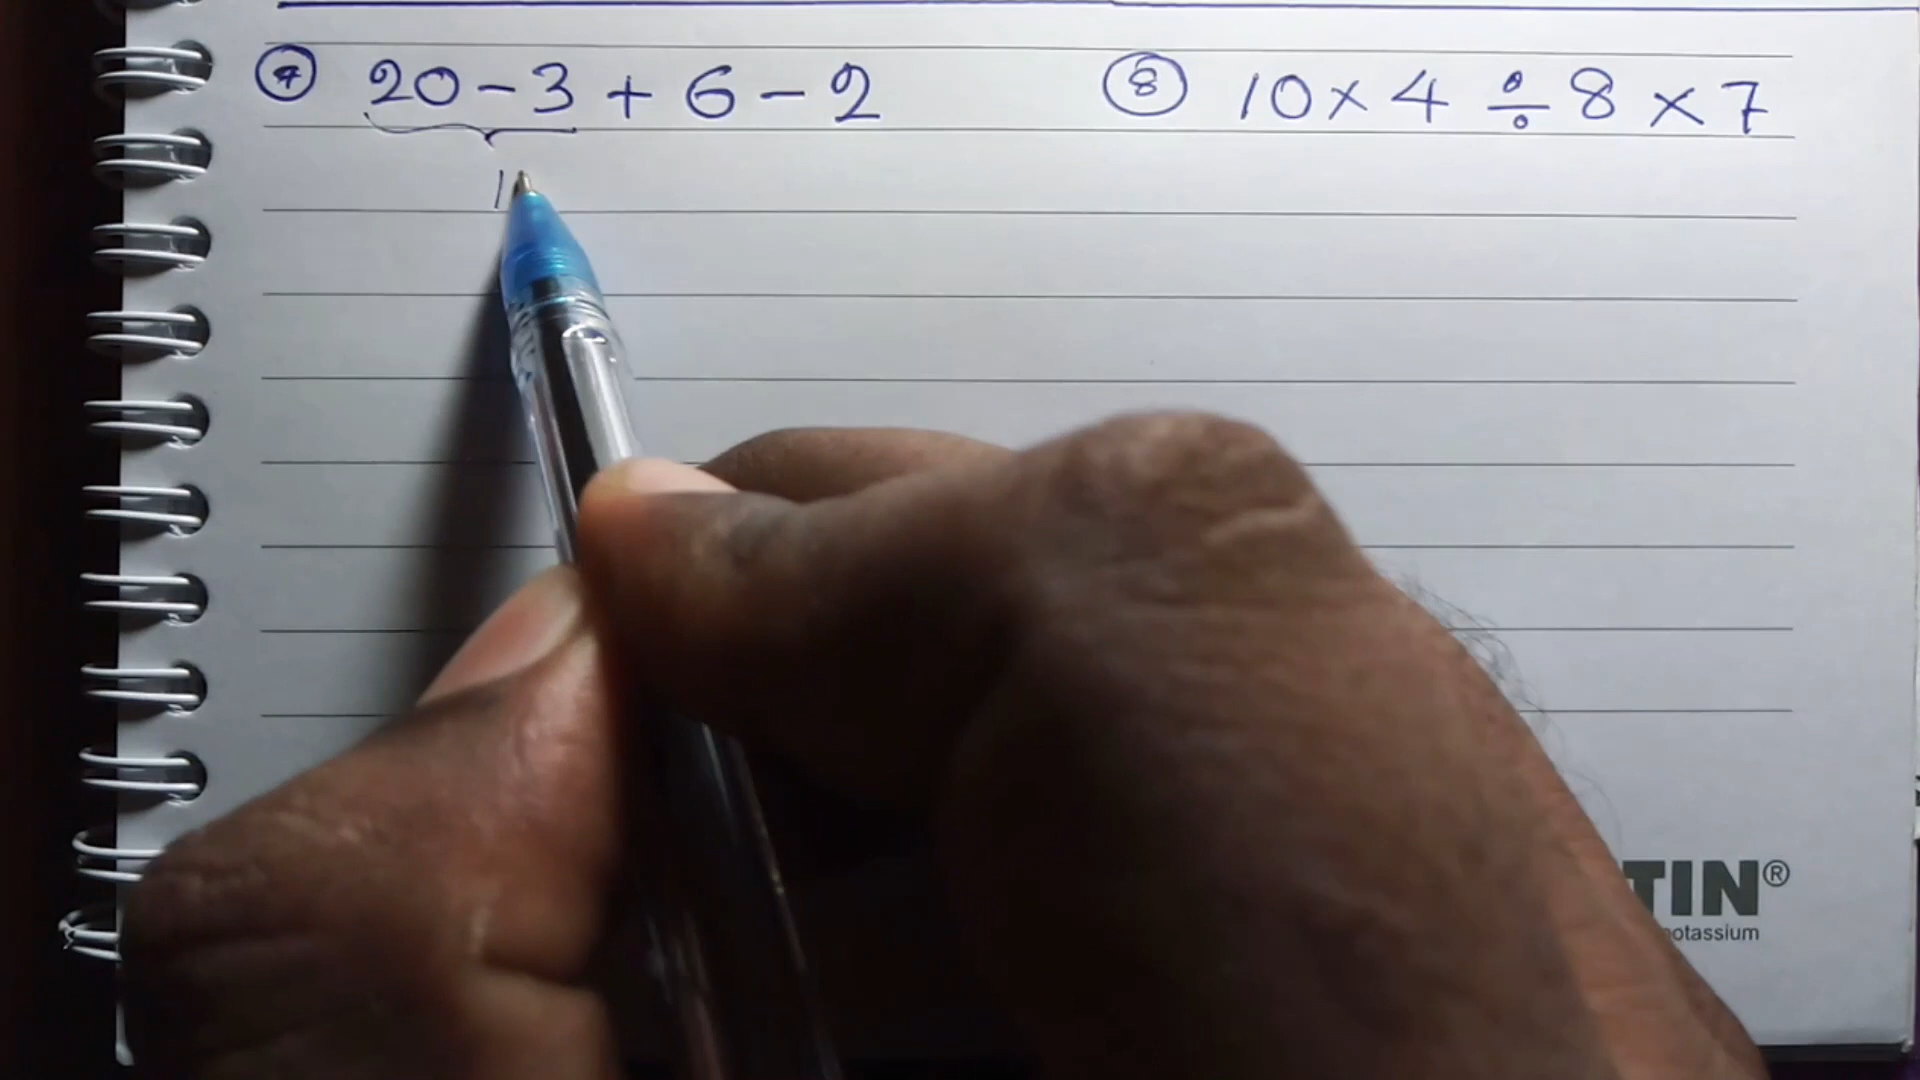 ⑦ 20 - 3 + 6 - 2
⑧ 10 × 4 ÷ 8 × 7
1
TIN®
potassium